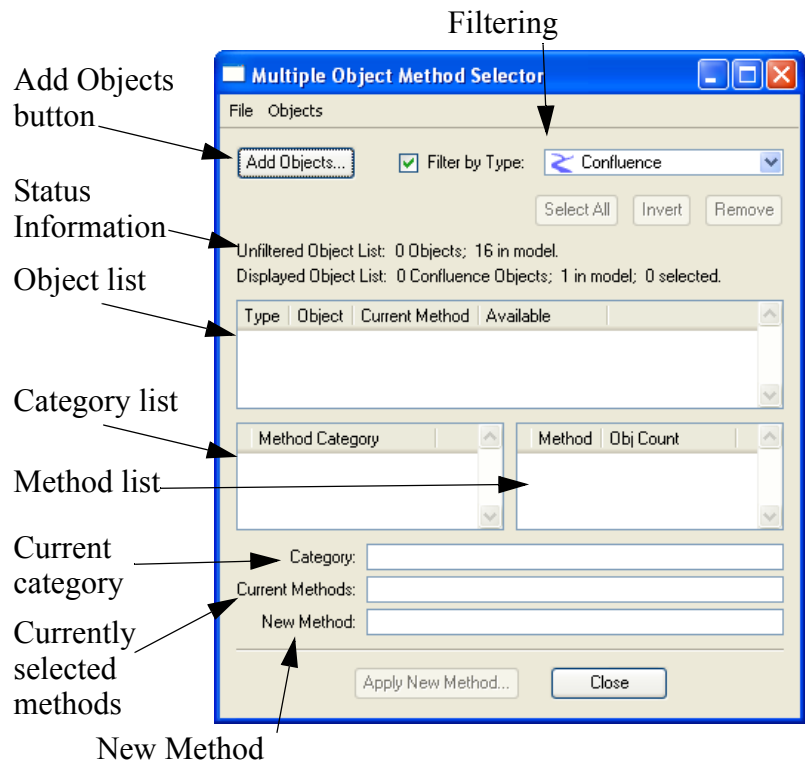 Filtering
Add Objects
button
Multiple Object Method Selector
File Objects
Add Objects... Filter by Type: Confluence
Select All Invert Remove
Status
Information
Unfiltered Object List: 0 Objects; 16 in model.
Displayed Object List: 0 Confluence Objects; 1 in model; 0 selected.
Object list
Type Object Current Method Available
Category list
Method Category
Method Obj Count
Method list
Current
category
Category:
Current Methods:
New Method:
Currently
selected
methods
Apply New Method... Close
New Method